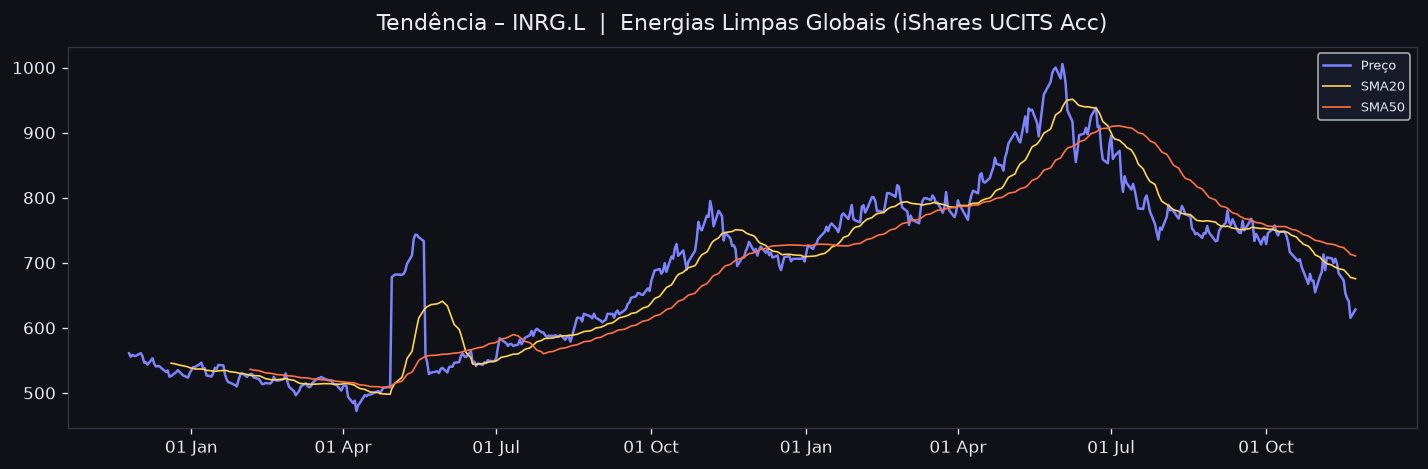 Tendência – INRG.L | Energias Limpas Globais (iShares UCITS Acc)
Preço
SMA20
SMA50
1000
900
800
700
600
500
01 Jan 01 Apr 01 Jul 01 Oct 01 Jan 01 Apr 01 Jul 01 Oct